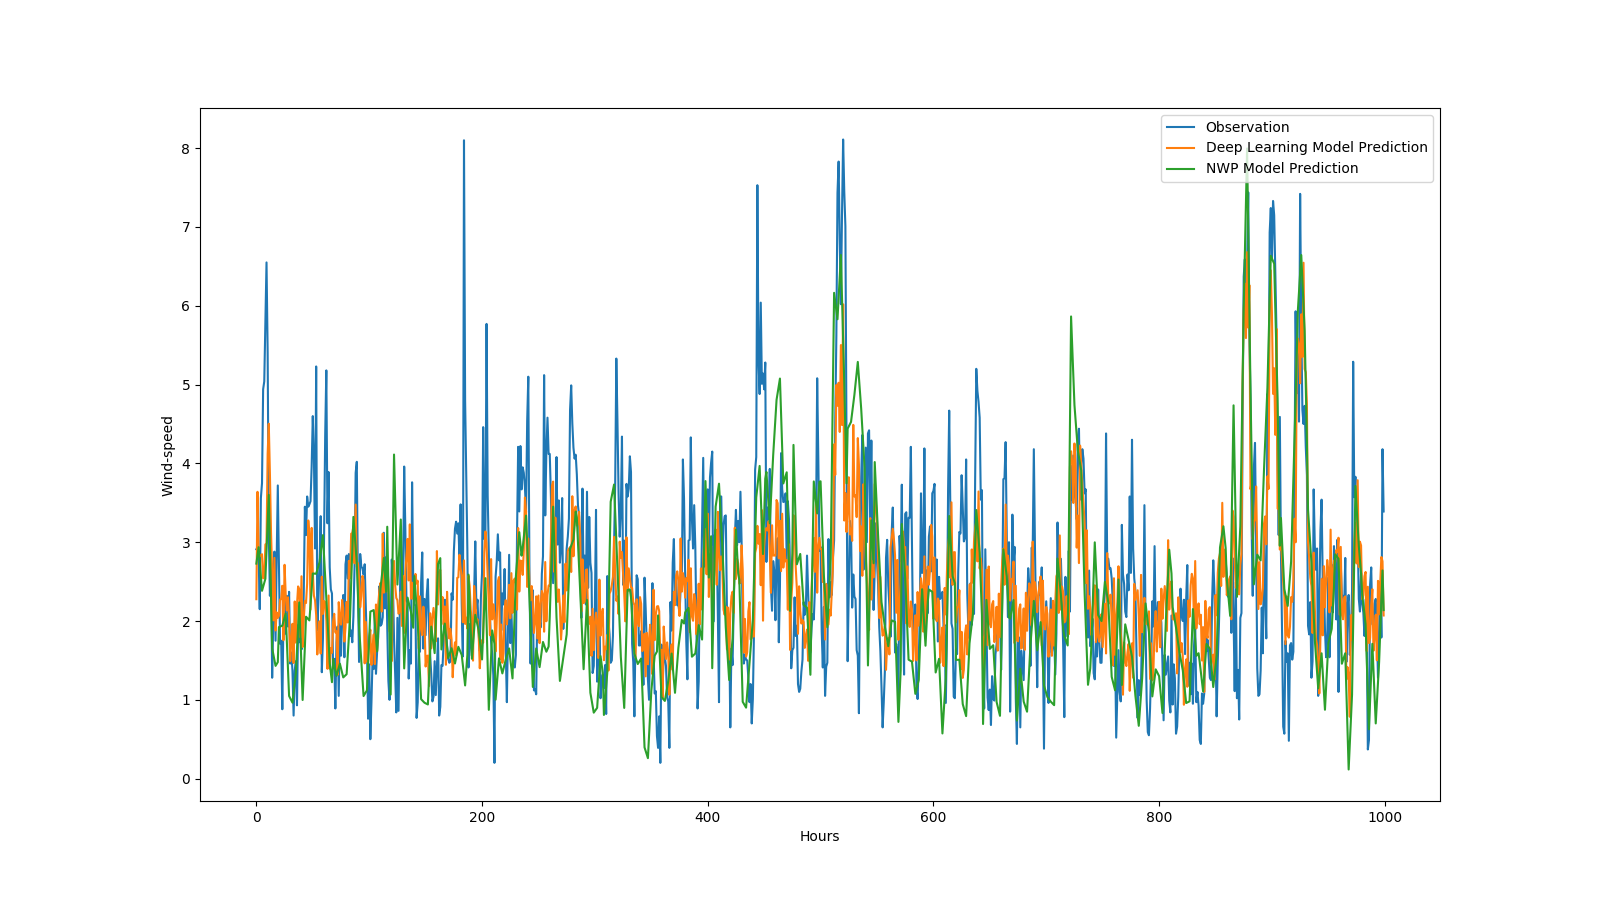 Observation
Deep Learning Model Prediction
NWP Model Prediction
8
7
6
5
4
3
2
1
0
Wind-speed
0 200 400 600 800 1000
Hours